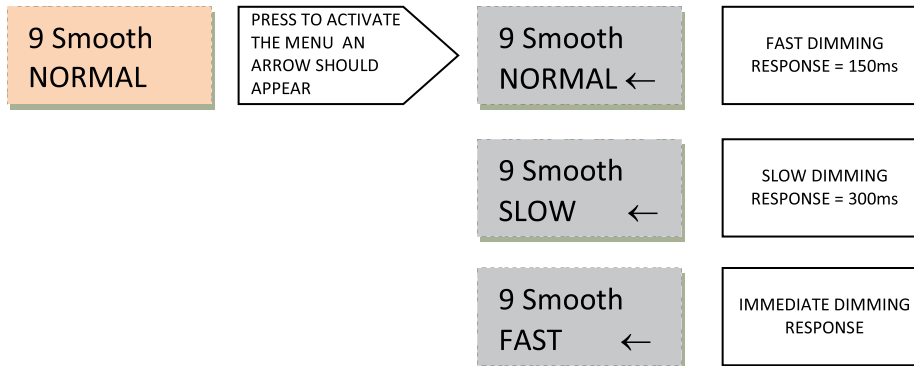 9 Smooth
NORMAL
PRESS TO ACTIVATE
THE MENU AN
ARROW SHOULD
APPEAR
9 Smooth
NORMAL ←
FAST DIMMING
RESPONSE = 150ms
9 Smooth
SLOW ←
SLOW DIMMING
RESPONSE = 300ms
9 Smooth
FAST ←
IMMEDIATE DIMMING
RESPONSE